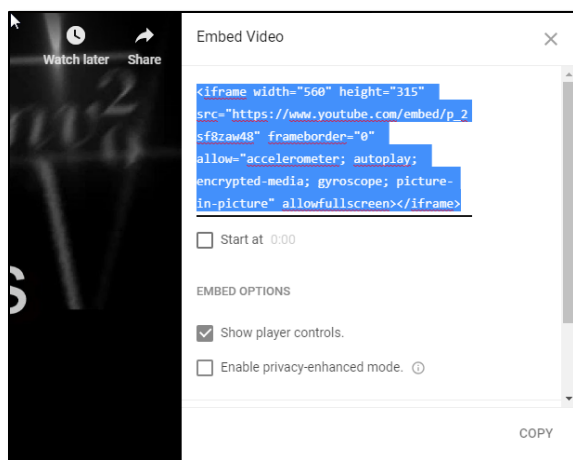 Watch later
Share
Embed Video
<iframe width="560" height="315"
src="https://www.youtube.com/embed/p_2
sf8zaw48" frameborder="0"
allow="accelerometer; autoplay;
encrypted-media; gyroscope; picture-
in-picture" allowfullscreen></iframe>
Start at 0:00
EMBED OPTIONS
Show player controls.
Enable privacy-enhanced mode.
COPY